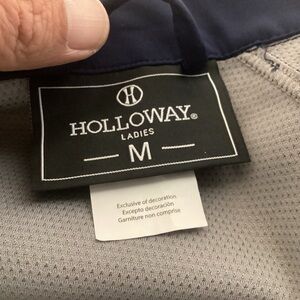 H
HOLLOWAY®
LADIES
M
Exclusive of decoration
Excepto decoración
Garniture non comprise